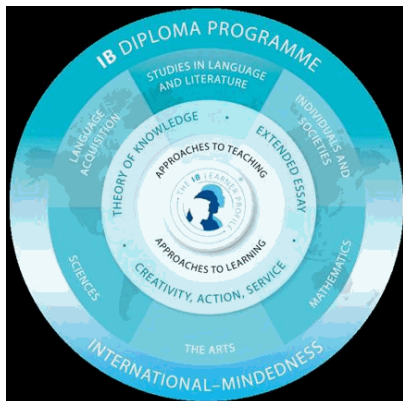 IB DIPLOMA PROGRAMME
STUDIES IN LANGUAGE
AND LITERATURE
LANGUAGE
ACQUISITION
INDIVIDUALS AND
SOCIETIES
THEORY OF KNOWLEDGE
EXTENDED ESSAY
APPROACHES TO TEACHING
THE IB LEARNER PROFILE
APPROACHES TO LEARNING
CREATIVITY, ACTION, SERVICE
SCIENCES
MATHEMATICS
THE ARTS
INTERNATIONAL–MINDEDNESS